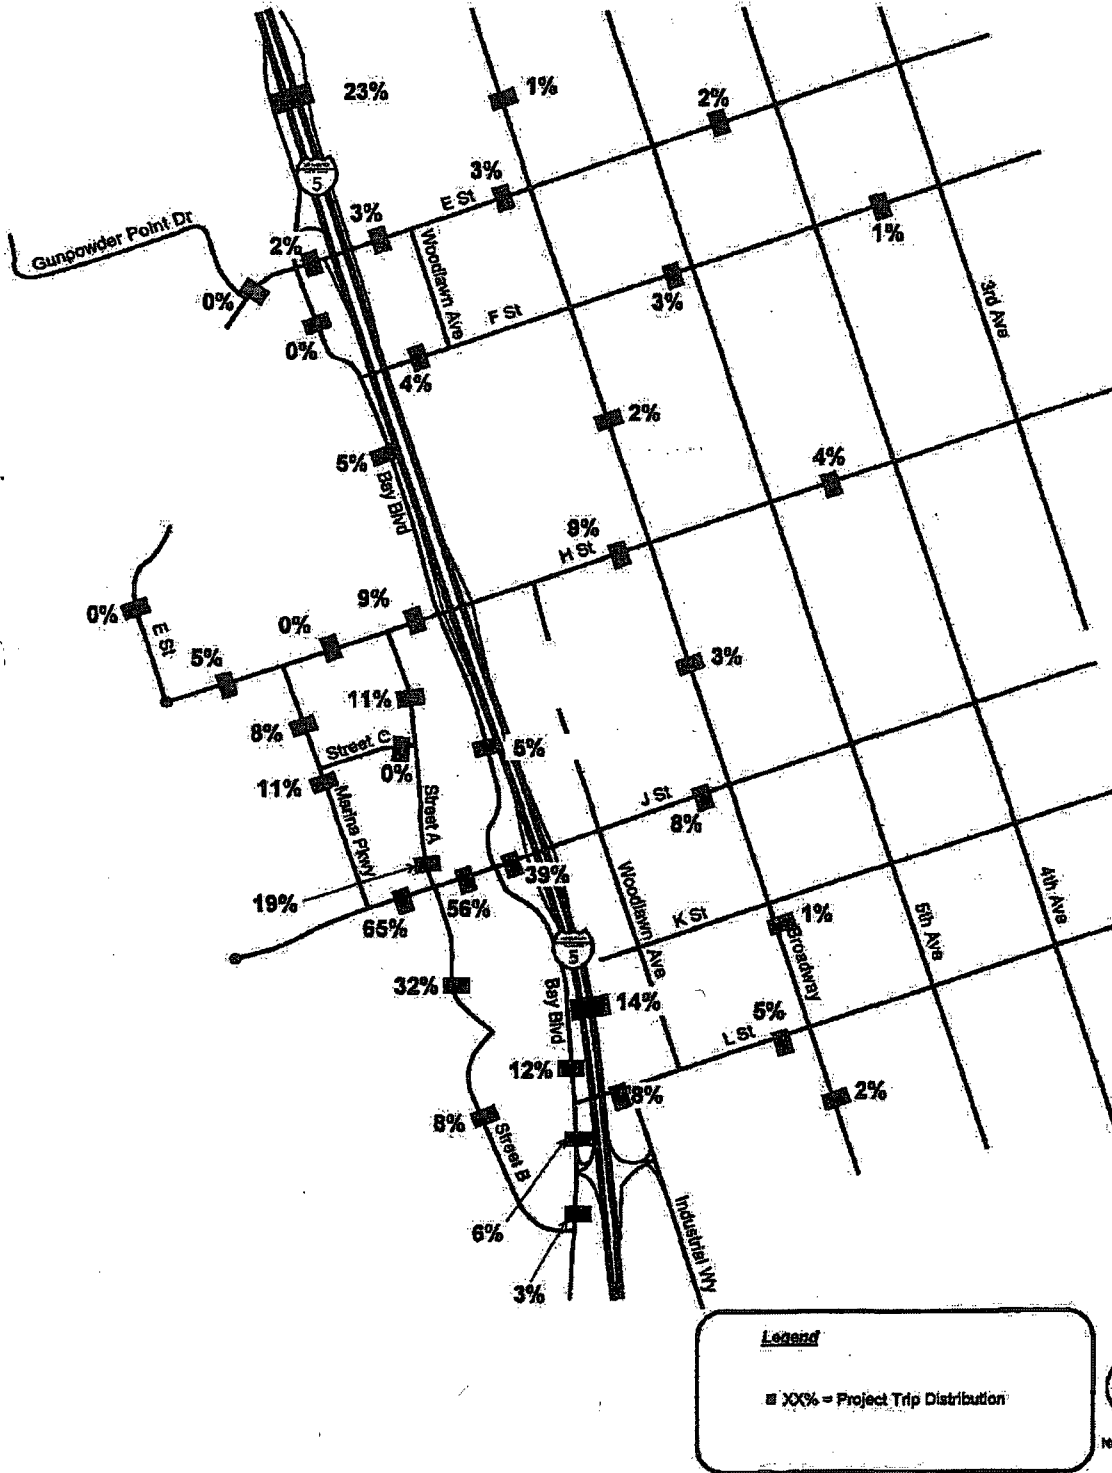 23%
1%
2%
5
3%
E St
3%
Gunpowder Point Dr
2%
Woodlawn Ave
1%
0%
3%
3rd Ave
F St
0%
4%
2%
5%
4%
Bay Blvd
9%
H St
9%
0%
0%
E St
5%
3%
11%
8%
Street C
5%
0%
11%
Marina Pkwy
Street A
J St
8%
39%
19%
56%
65%
Woodlawn Ave
K St
1%
Broadway
5th Ave
4th Ave
5
32%
Bay Blvd
14%
5%
L St
12%
8%
2%
8%
Street B
6%
Industrial Wy
3%
Legend
XX% = Project Trip Distribution